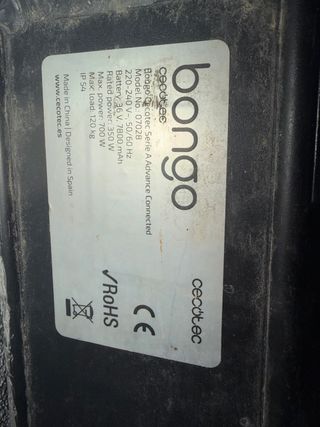 bongo
cecotec
cecotec
Bongo Cecotec Serie A Advance Connected
Model No. 07028
220-240 V~, 50/60 Hz
Battery: 36 V, 7800 mAh
Rated power: 350 W
Max. power: 700 W
Max. load: 120 kg
IP 54
Made in China | Designed in Spain
www.cecotec.es
CE
✓RoHS